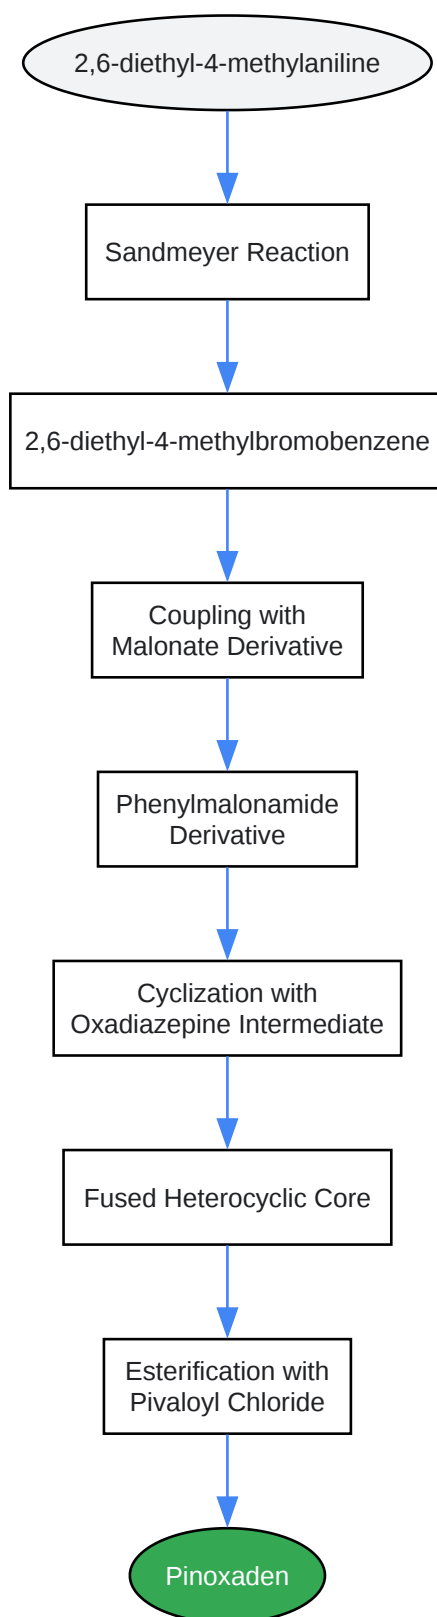 2,6-diethyl-4-methylaniline
Sandmeyer Reaction
2,6-diethyl-4-methylbromobenzene
Coupling with
Malonate Derivative
Phenylmalonamide
Derivative
Cyclization with
Oxadiazepine Intermediate
Fused Heterocyclic Core
Esterification with
Pivaloyl Chloride
Pinoxaden